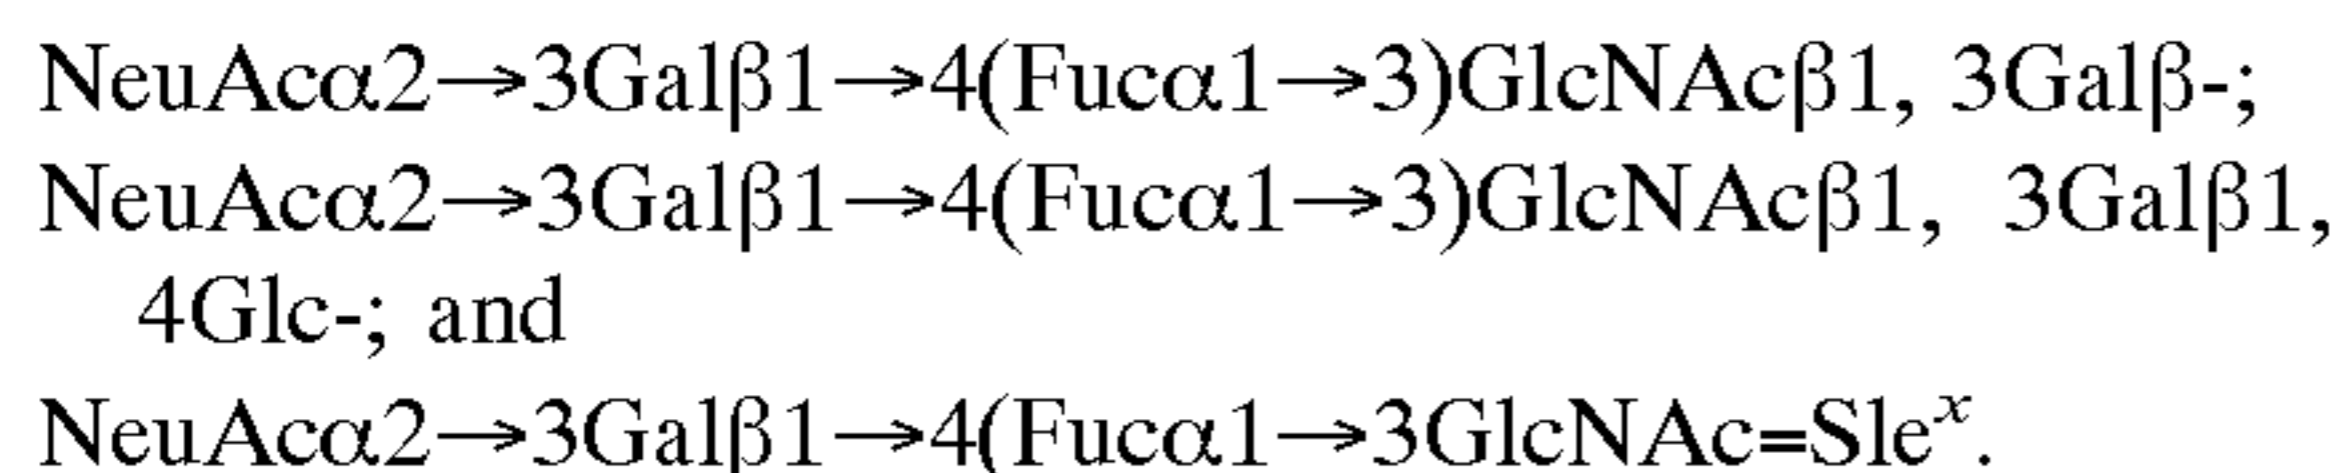 NeuAcα2→3Galβ1→4(Fucα1→3)GlcNAcβ1, 3Galβ-;
NeuAcα2→3Galβ1→4(Fucα1→3)GlcNAcβ1, 3Galβ1,
4Glc-; and
NeuAcα2→3Galβ1→4(Fucα1→3GlcNAc=Sleˣ.